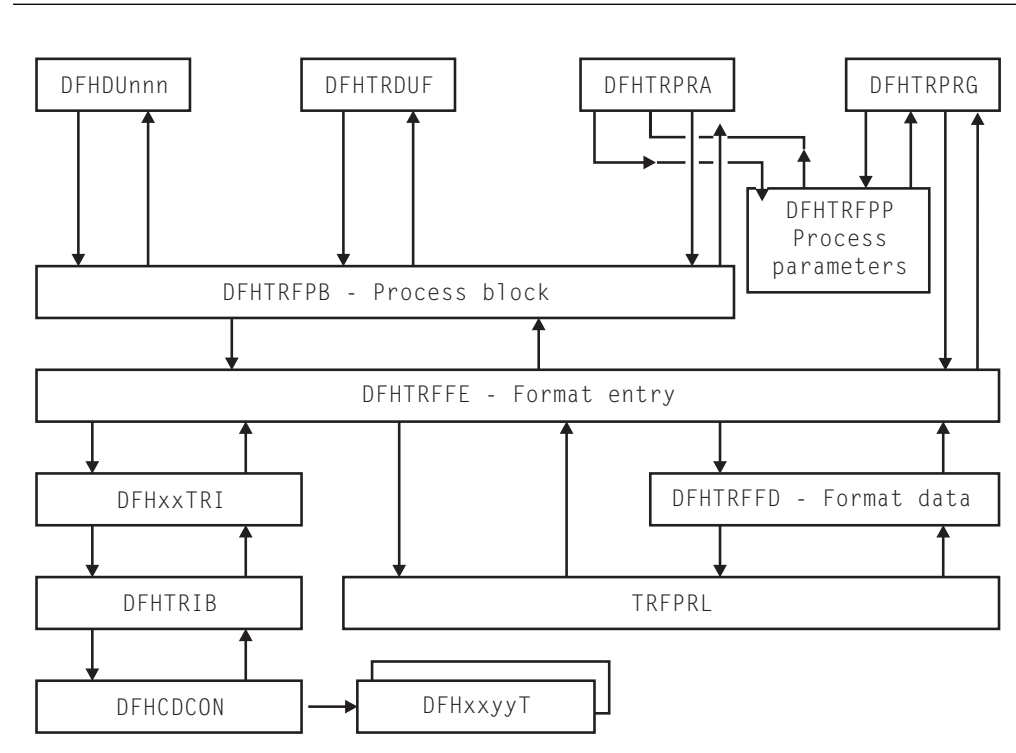 DFHDUnnn
DFHTRDUF
DFHTRPRA
DFHTRPRG
DFHTRFPP
Process
parameters
DFHTRFPB - Process block
DFHTRFFE - Format entry
DFHxxTRI
DFHTRFFD - Format data
DFHTRIB
TRFPRL
DFHCDCON
DFHxxyyT